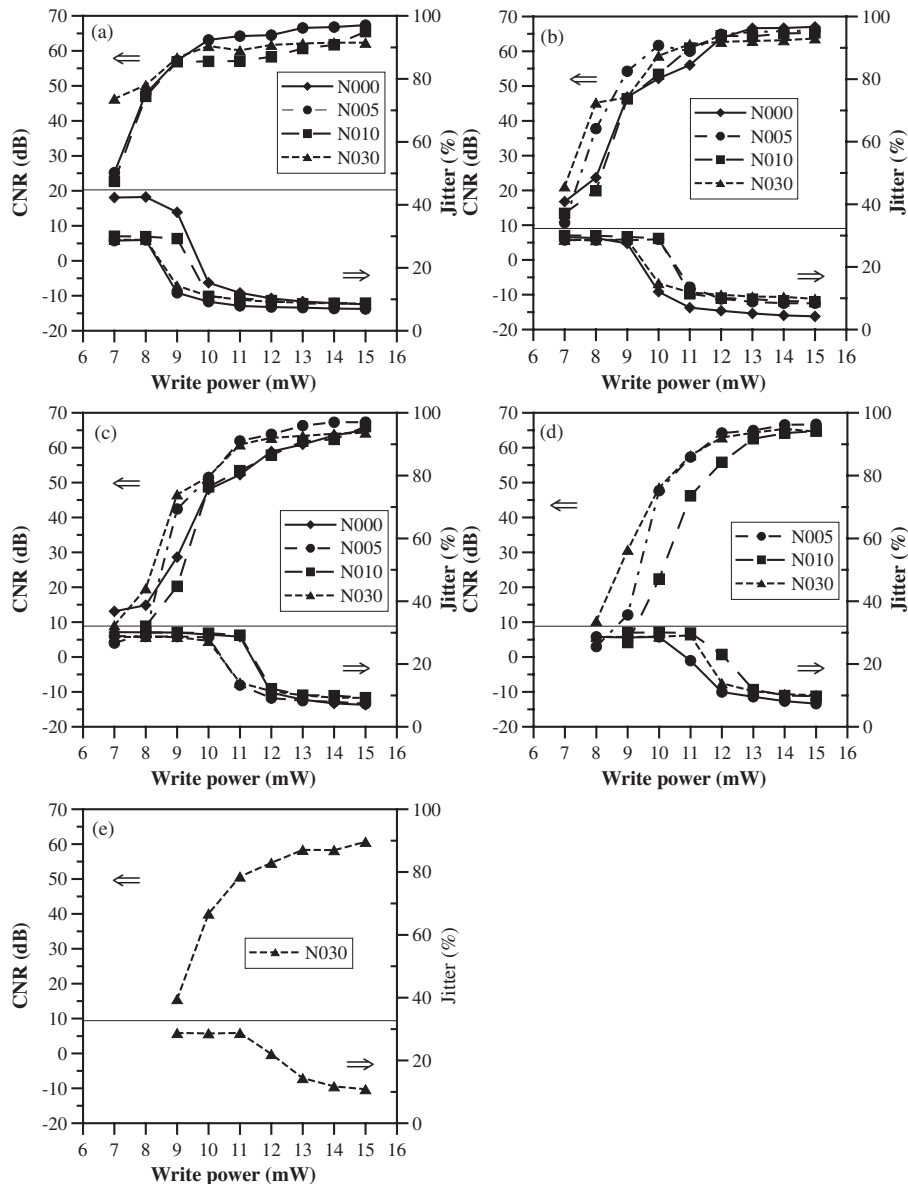 (a)
70
60
50
40
30
20
10
0
-10
-20
CNR (dB)
100
80
60
40
20
0
Jitter (%)
N000
N005
N010
N030
6 7 8 9 10 11 12 13 14 15 16
Write power (mW)
(b)
70
60
50
40
30
20
10
0
-10
-20
CNR (dB)
100
80
60
40
20
0
Jitter (%)
N000
N005
N010
N030
6 7 8 9 10 11 12 13 14 15 16
Write power (mW)
(c)
70
60
50
40
30
20
10
0
-10
-20
CNR (dB)
100
80
60
40
20
0
Jitter (%)
N000
N005
N010
N030
6 7 8 9 10 11 12 13 14 15 16
Write power (mW)
(d)
70
60
50
40
30
20
10
0
-10
-20
CNR (dB)
100
80
60
40
20
0
Jitter (%)
N005
N010
N030
6 7 8 9 10 11 12 13 14 15 16
Write power (mW)
(e)
70
60
50
40
30
20
10
0
-10
-20
CNR (dB)
100
80
60
40
20
0
Jitter (%)
N030
6 7 8 9 10 11 12 13 14 15 16
Write power (mW)